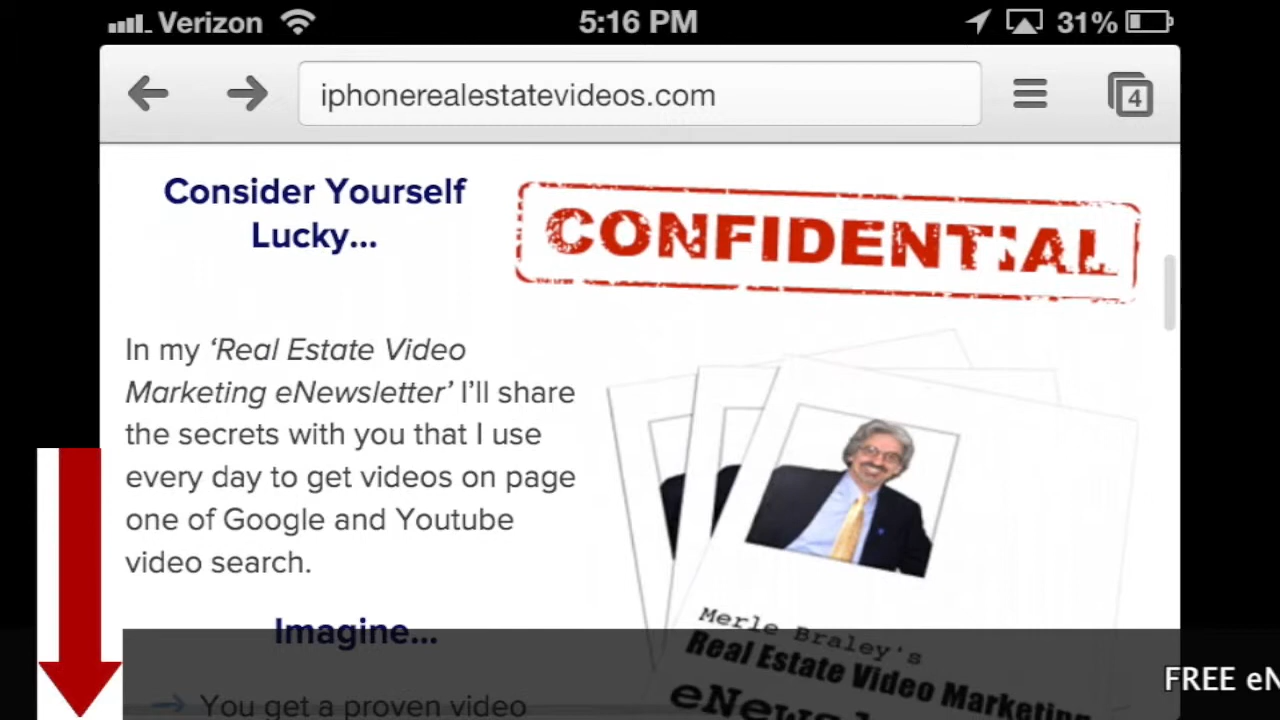 Verizon 5:16 PM 31%
iphonerealestatevideos.com 4
Consider Yourself
Lucky...
CONFIDENTIAL
In my ‘Real Estate Video
Marketing eNewsletter’ I’ll share
the secrets with you that I use
every day to get videos on page
one of Google and Youtube
video search.
Imagine...
You get a proven video
Merle Braley's
Real Estate Video Marketing
FREE